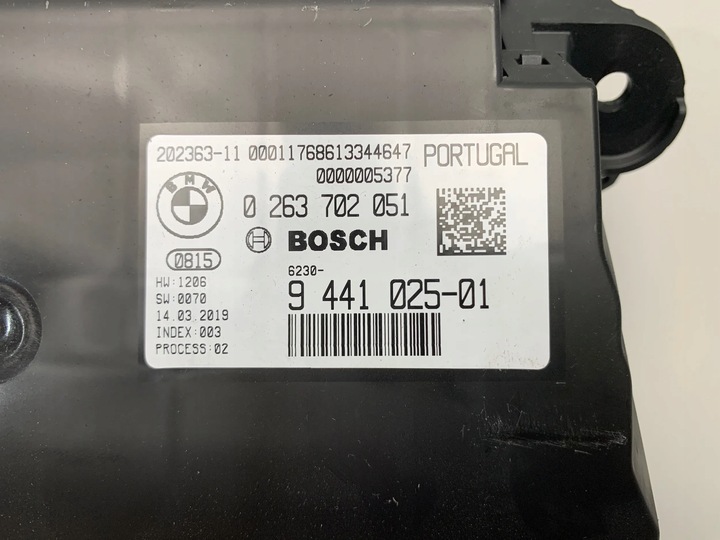 202363-11 00011768613344647 PORTUGAL
0000005377
BMW
0 263 702 051
BOSCH
0815
6230-
HW:1206
9 441 025-01
SW:0070
14.03.2019
INDEX:003
PROCESS:02